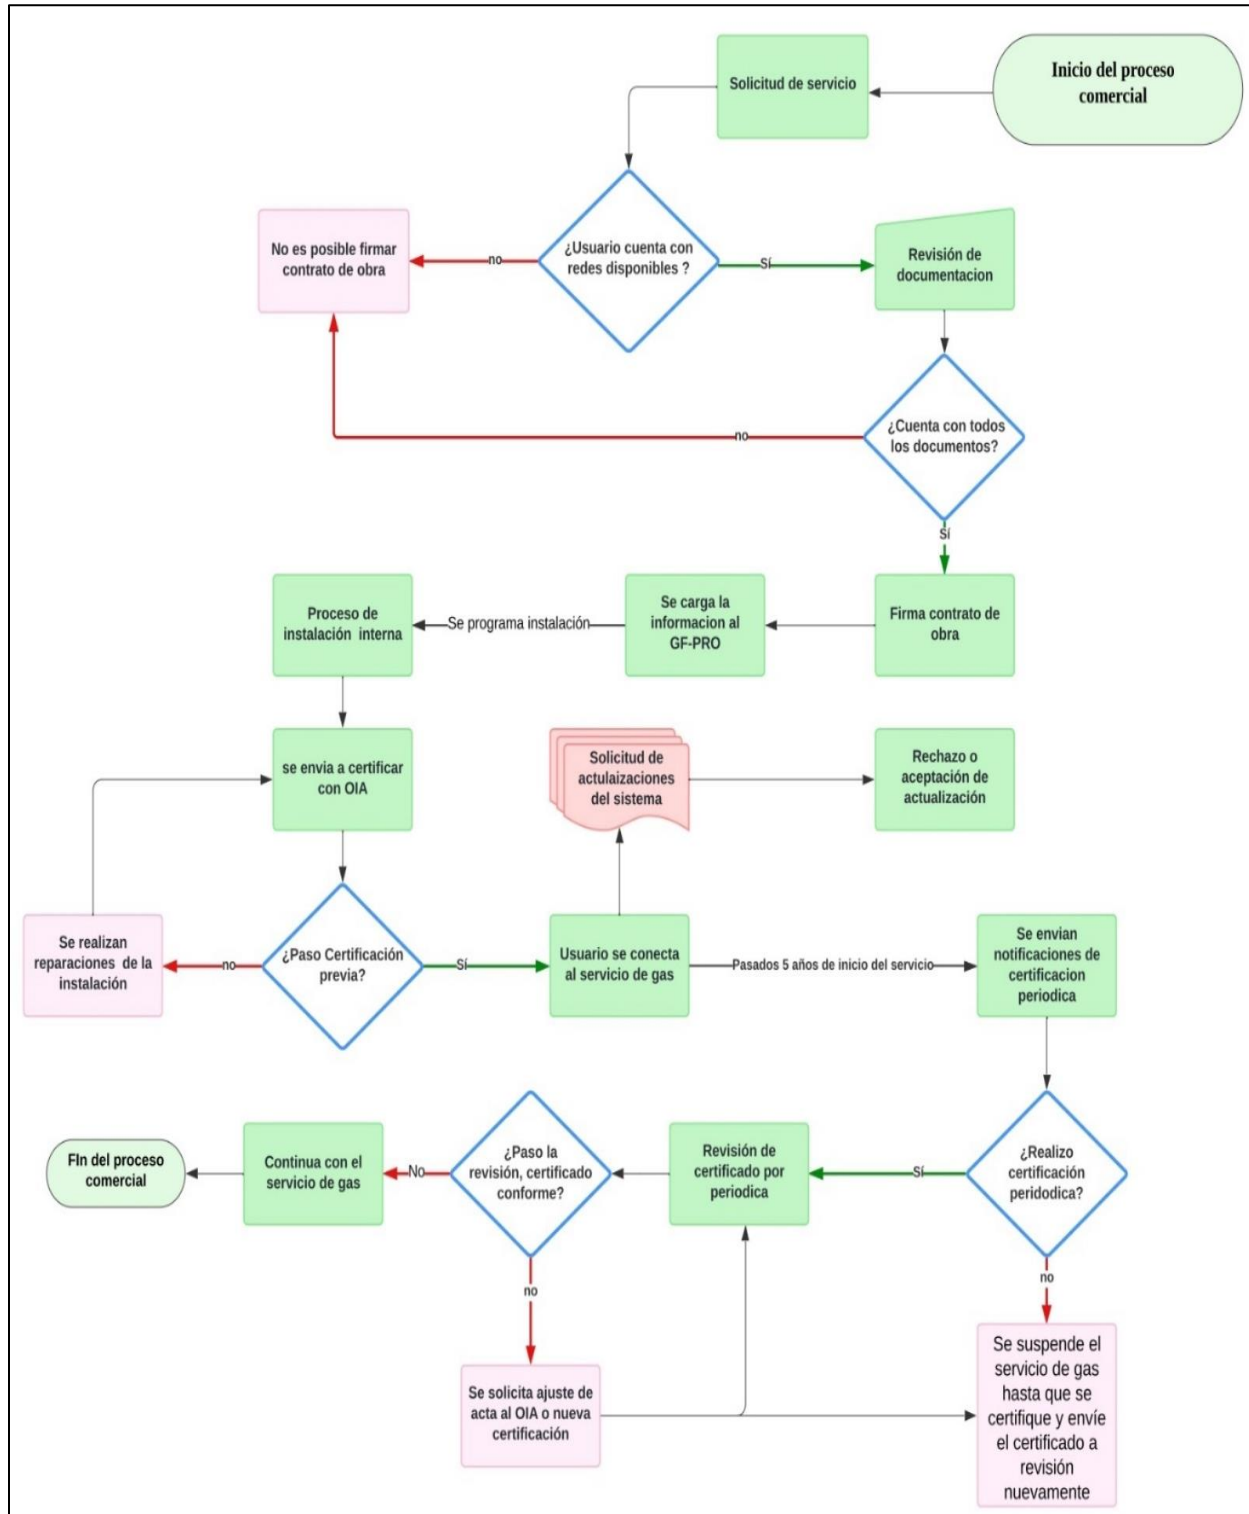 Inicio del proceso
comercial
Solicitud de servicio
¿Usuario cuenta con
redes disponibles ?
no
No es posible firmar
contrato de obra
Sí
Revisión de
documentacion
¿Cuenta con todos
los documentos?
no
Sí
Firma contrato de
obra
Se carga la
informacion al
GF-PRO
Se programa instalación
Proceso de
instalación interna
se envia a certificar
con OIA
Solicitud de
actulaizaciones
del sistema
Rechazo o
aceptación de
actualización
¿Paso Certificación
previa?
no
Se realizan
reparaciones de la
instalación
Sí
Usuario se conecta
al servicio de gas
Pasados 5 años de inicio del servicio
Se envian
notificaciones de
certificacion
periodica
¿Realizo
certificación
peridodica?
Sí
Revisión de
certificado por
periodica
¿Paso la
revisión, certificado
conforme?
No
Continua con el
servicio de gas
FIn del proceso
comercial
no
no
Se solicita ajuste de
acta al OIA o nueva
certificación
Se suspende el
servicio de gas
hasta que se
certifique y envíe
el certificado a
revisión
nuevamente